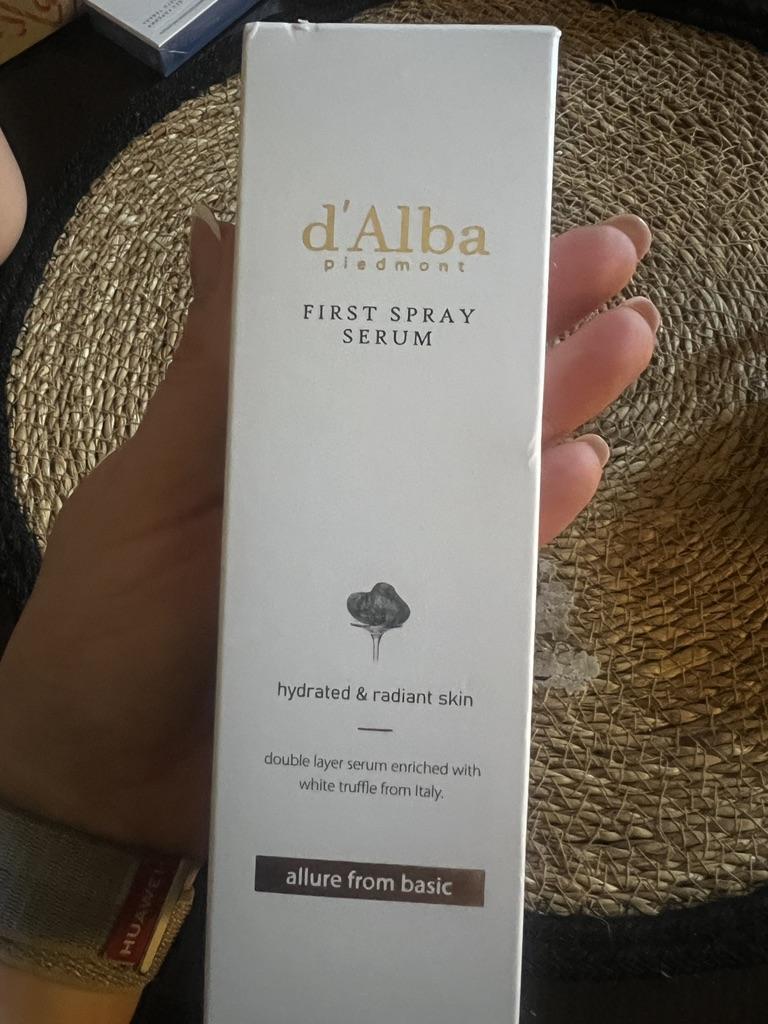 d'Alba
piedmont
FIRST SPRAY
SERUM
hydrated & radiant skin
double layer serum enriched with
white truffle from Italy.
allure from basic
HUAWEI